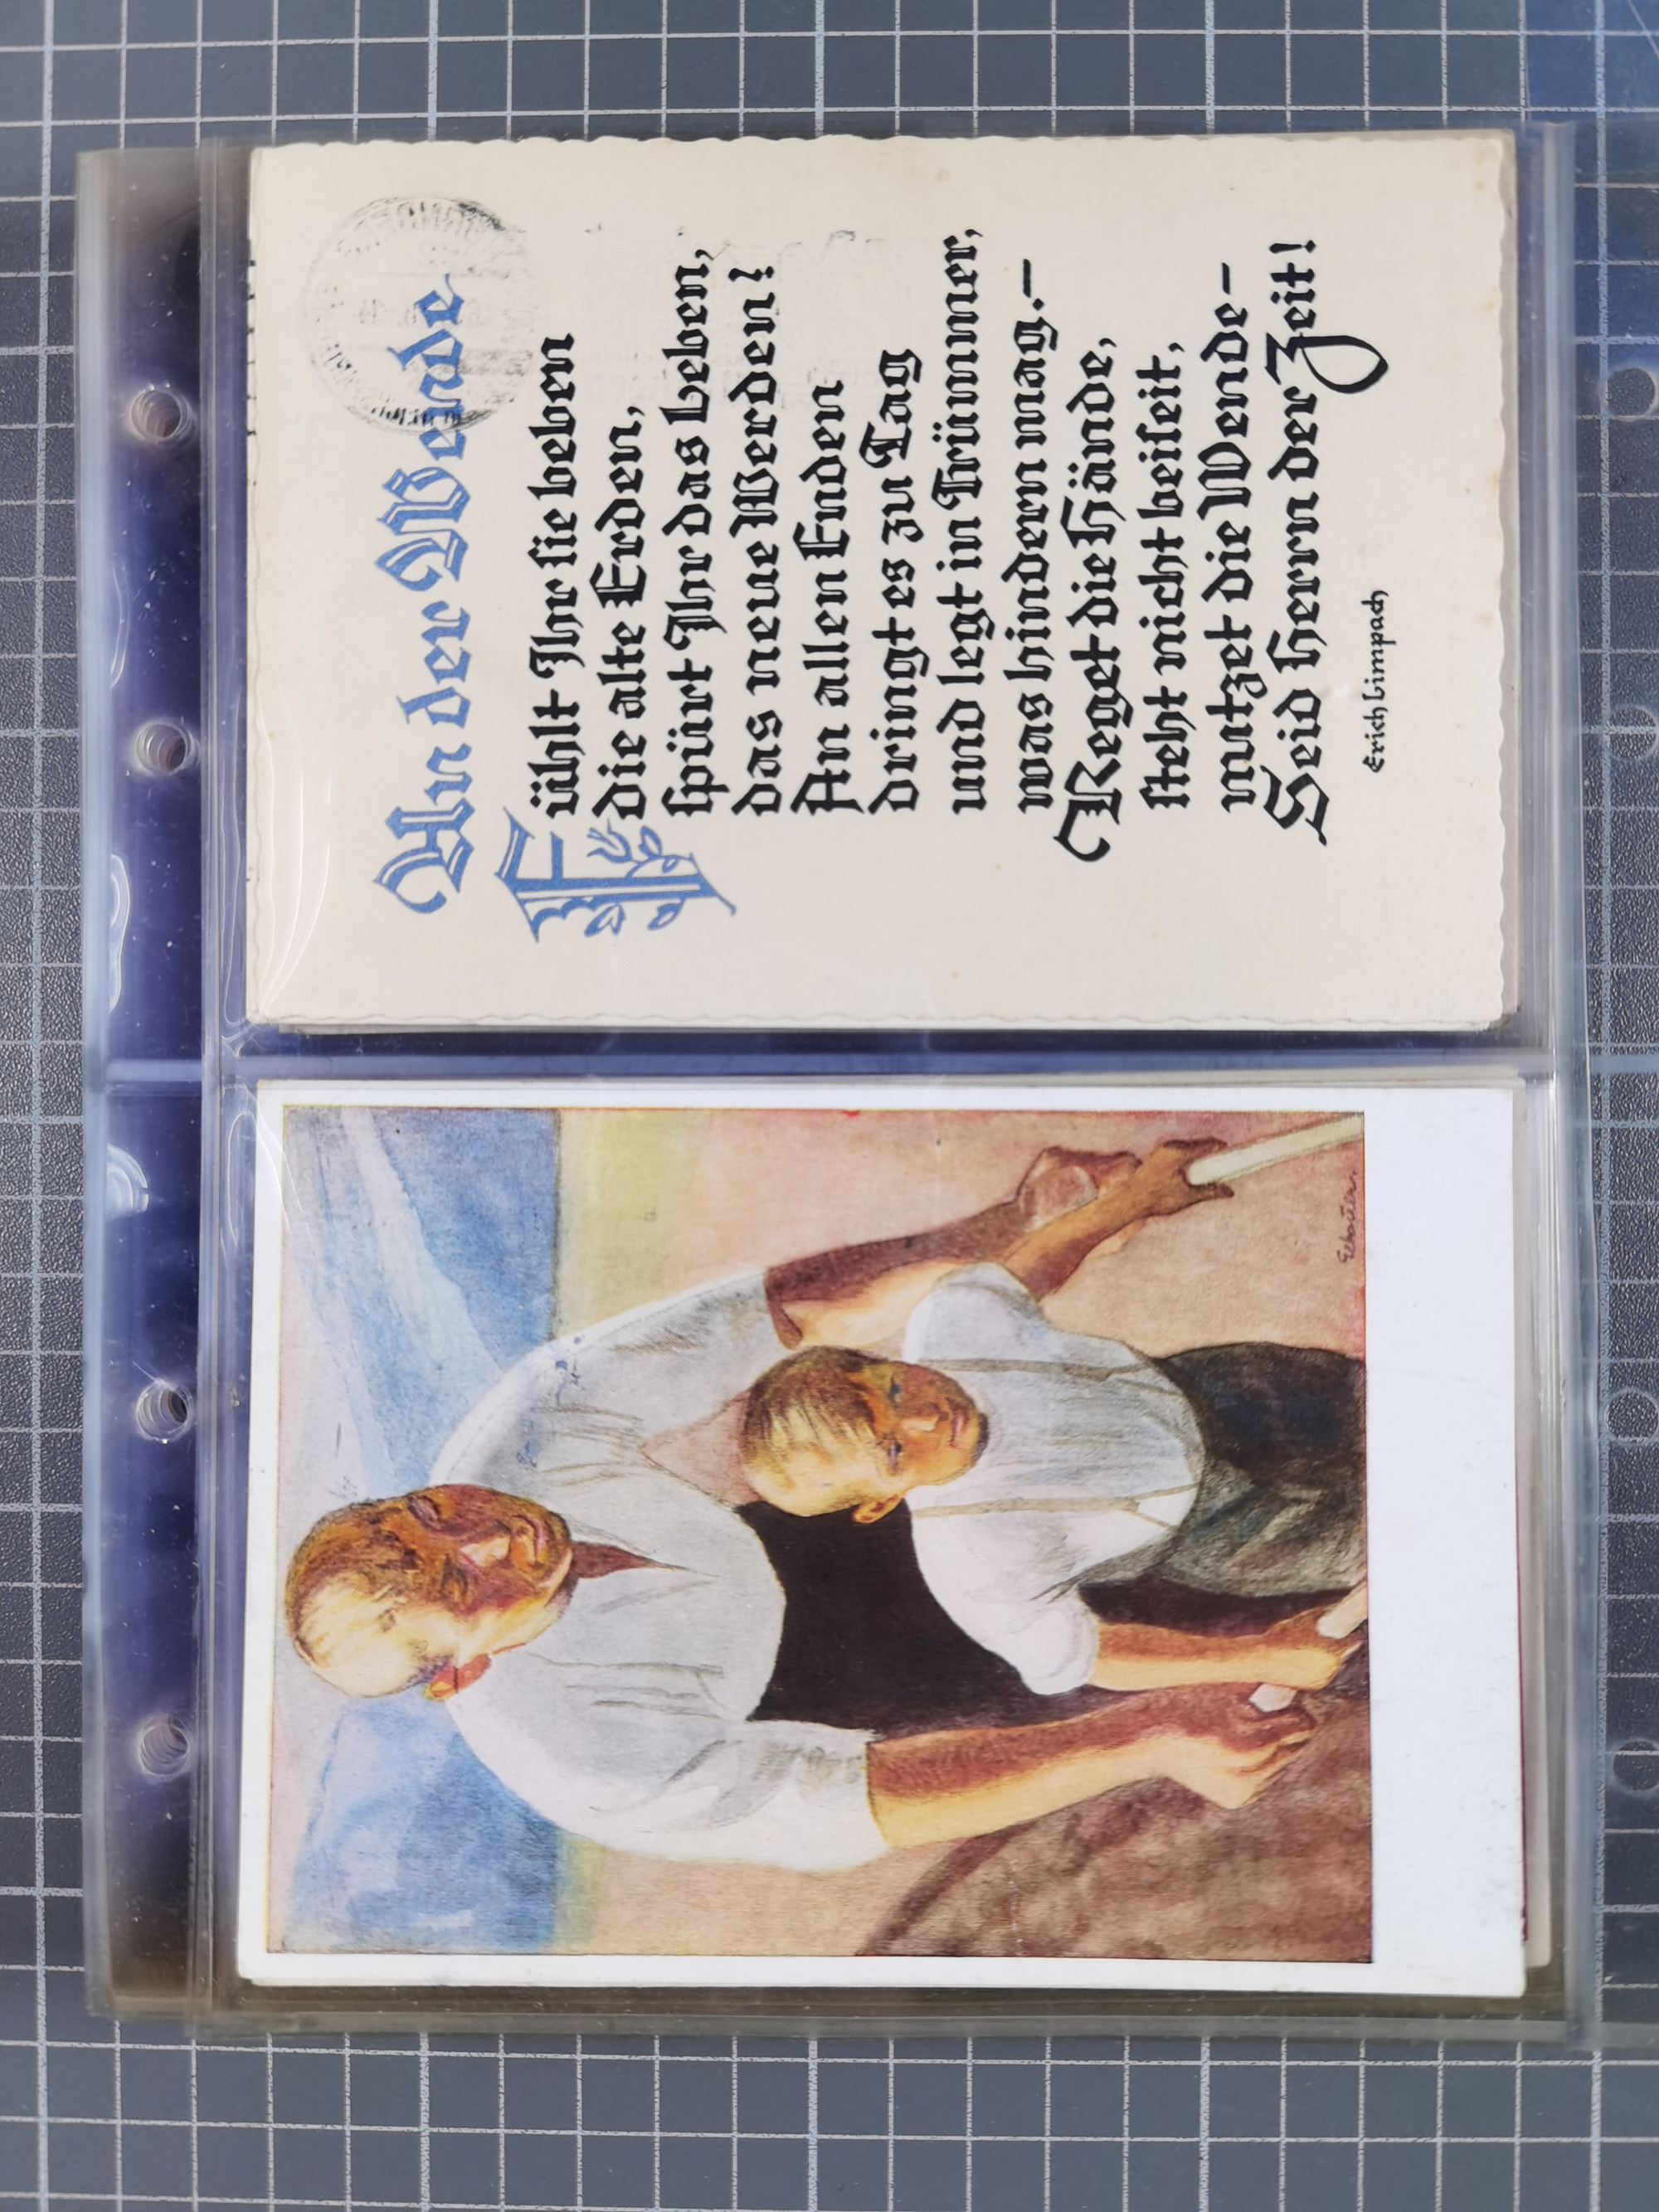 An der Wende
Fühlt Ihr sie beben
die alte Erden,
spürt Ihr das Leben,
das neue Werden!
An allen Enden
dringt es zu Tag
und legt in Trümmer,
was hindern mag.–
Reget die Hände,
steht nicht beiseit,
nutzet die Wende–
Seid Herrn der Zeit!
Erich Limpach